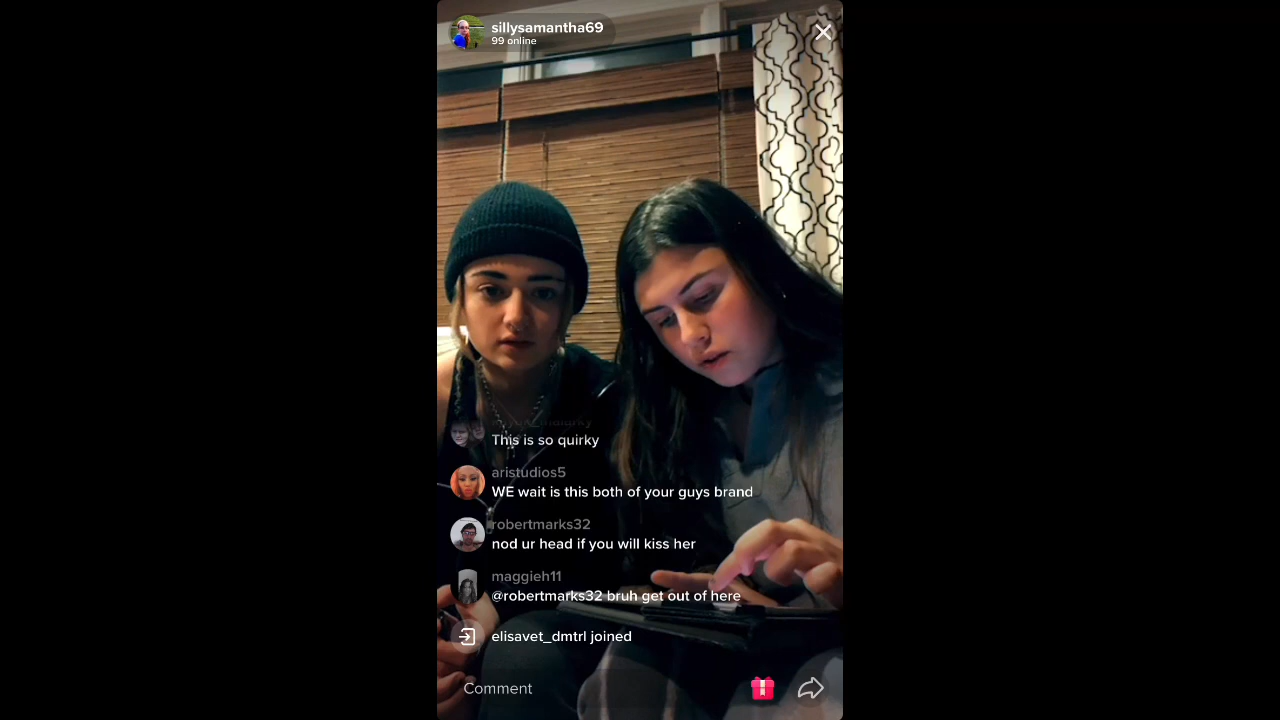 sillysamantha69
99 online
This is so quirky
aristudios5
WE wait is this both of your guys brand
robertmarks32
nod ur head if you will kiss her
maggieh11
@robertmarks32 bruh get out of here
elisavet_dmtrl joined
Comment